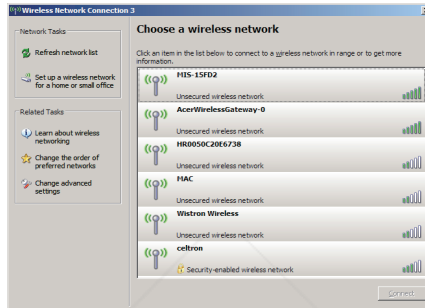 Wireless Network Connection 3
Network Tasks
Refresh network list
Set up a wireless network
for a home or small office
Related Tasks
Learn about wireless
networking
Change the order of
preferred networks
Change advanced
settings
Choose a wireless network
Click an item in the list below to connect to a wireless network in range or to get more
information.
MIS-15FD2
Unsecured wireless network
AcerWirelessGateway-0
Unsecured wireless network
HR0050C20E6738
Unsecured wireless network
MAC
Unsecured wireless network
Wistron Wireless
Unsecured wireless network
celtron
Security-enabled wireless network
Connect